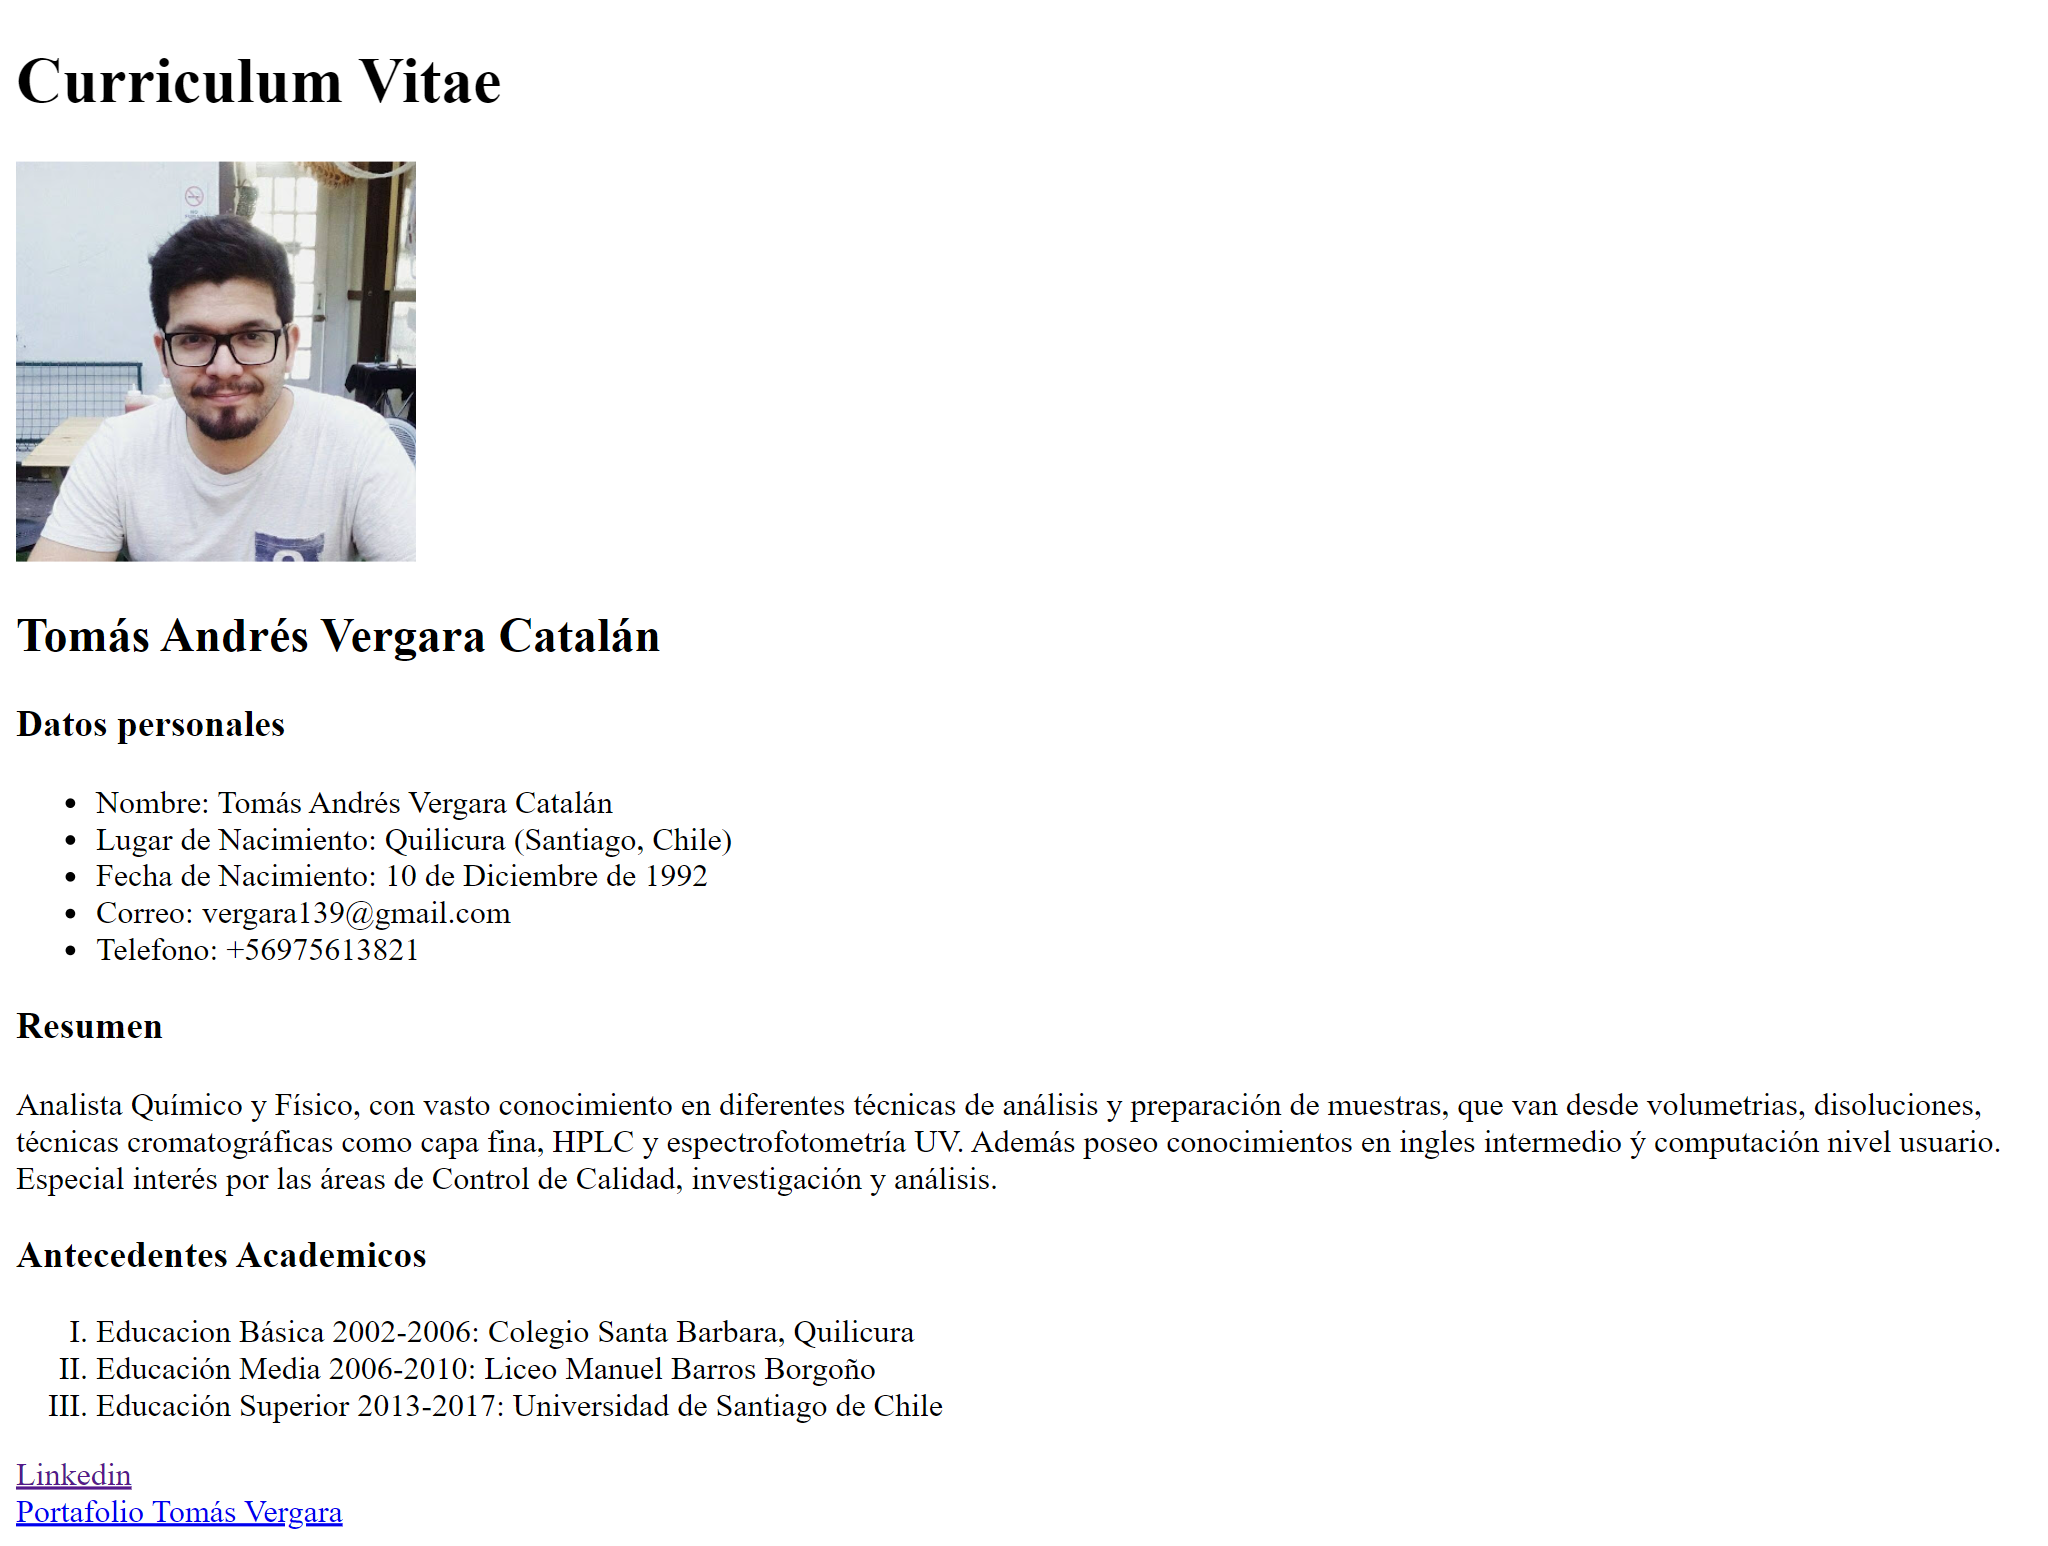 Curriculum Vitae
Tomás Andrés Vergara Catalán
Datos personales
• Nombre: Tomás Andrés Vergara Catalán
• Lugar de Nacimiento: Quilicura (Santiago, Chile)
• Fecha de Nacimiento: 10 de Diciembre de 1992
• Correo: vergara139@gmail.com
• Telefono: +56975613821
Resumen
Analista Químico y Físico, con vasto conocimiento en diferentes técnicas de análisis y preparación de muestras, que van desde volumetrias, disoluciones,
técnicas cromatográficas como capa fina, HPLC y espectrofotometría UV. Además poseo conocimientos en ingles intermedio ý computación nivel usuario.
Especial interés por las áreas de Control de Calidad, investigación y análisis.
Antecedentes Academicos
I. Educacion Básica 2002-2006: Colegio Santa Barbara, Quilicura
II. Educación Media 2006-2010: Liceo Manuel Barros Borgoño
III. Educación Superior 2013-2017: Universidad de Santiago de Chile
Linkedin
Portafolio Tomás Vergara